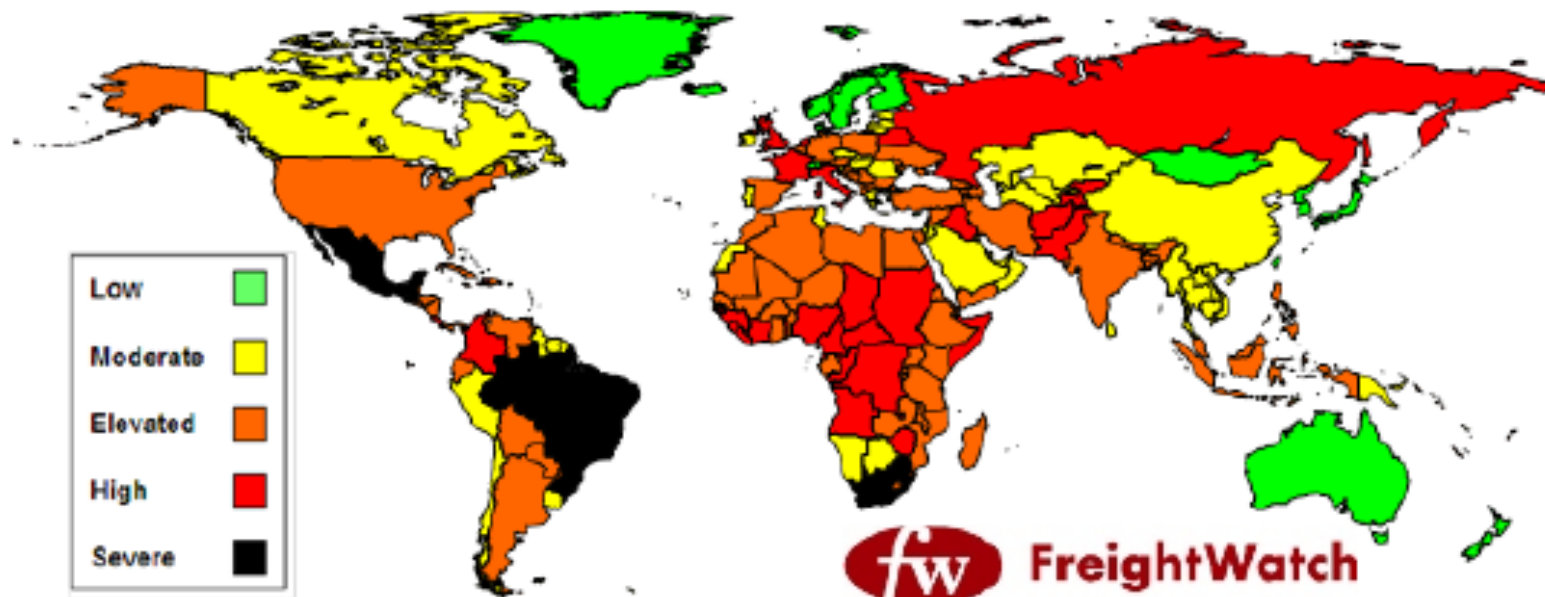 Low
Moderate
Elevated
High
Severe
fw FreightWatch